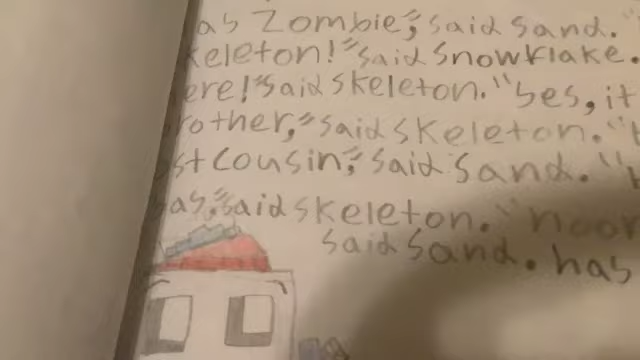 as Zombie," said Sand. "
keleton!" said Snowflake.
ere!" said skeleton. "yes, it
rother," said skeleton. "
st cousin," said Sand. "
as," said skeleton. "noo
said Sand. has